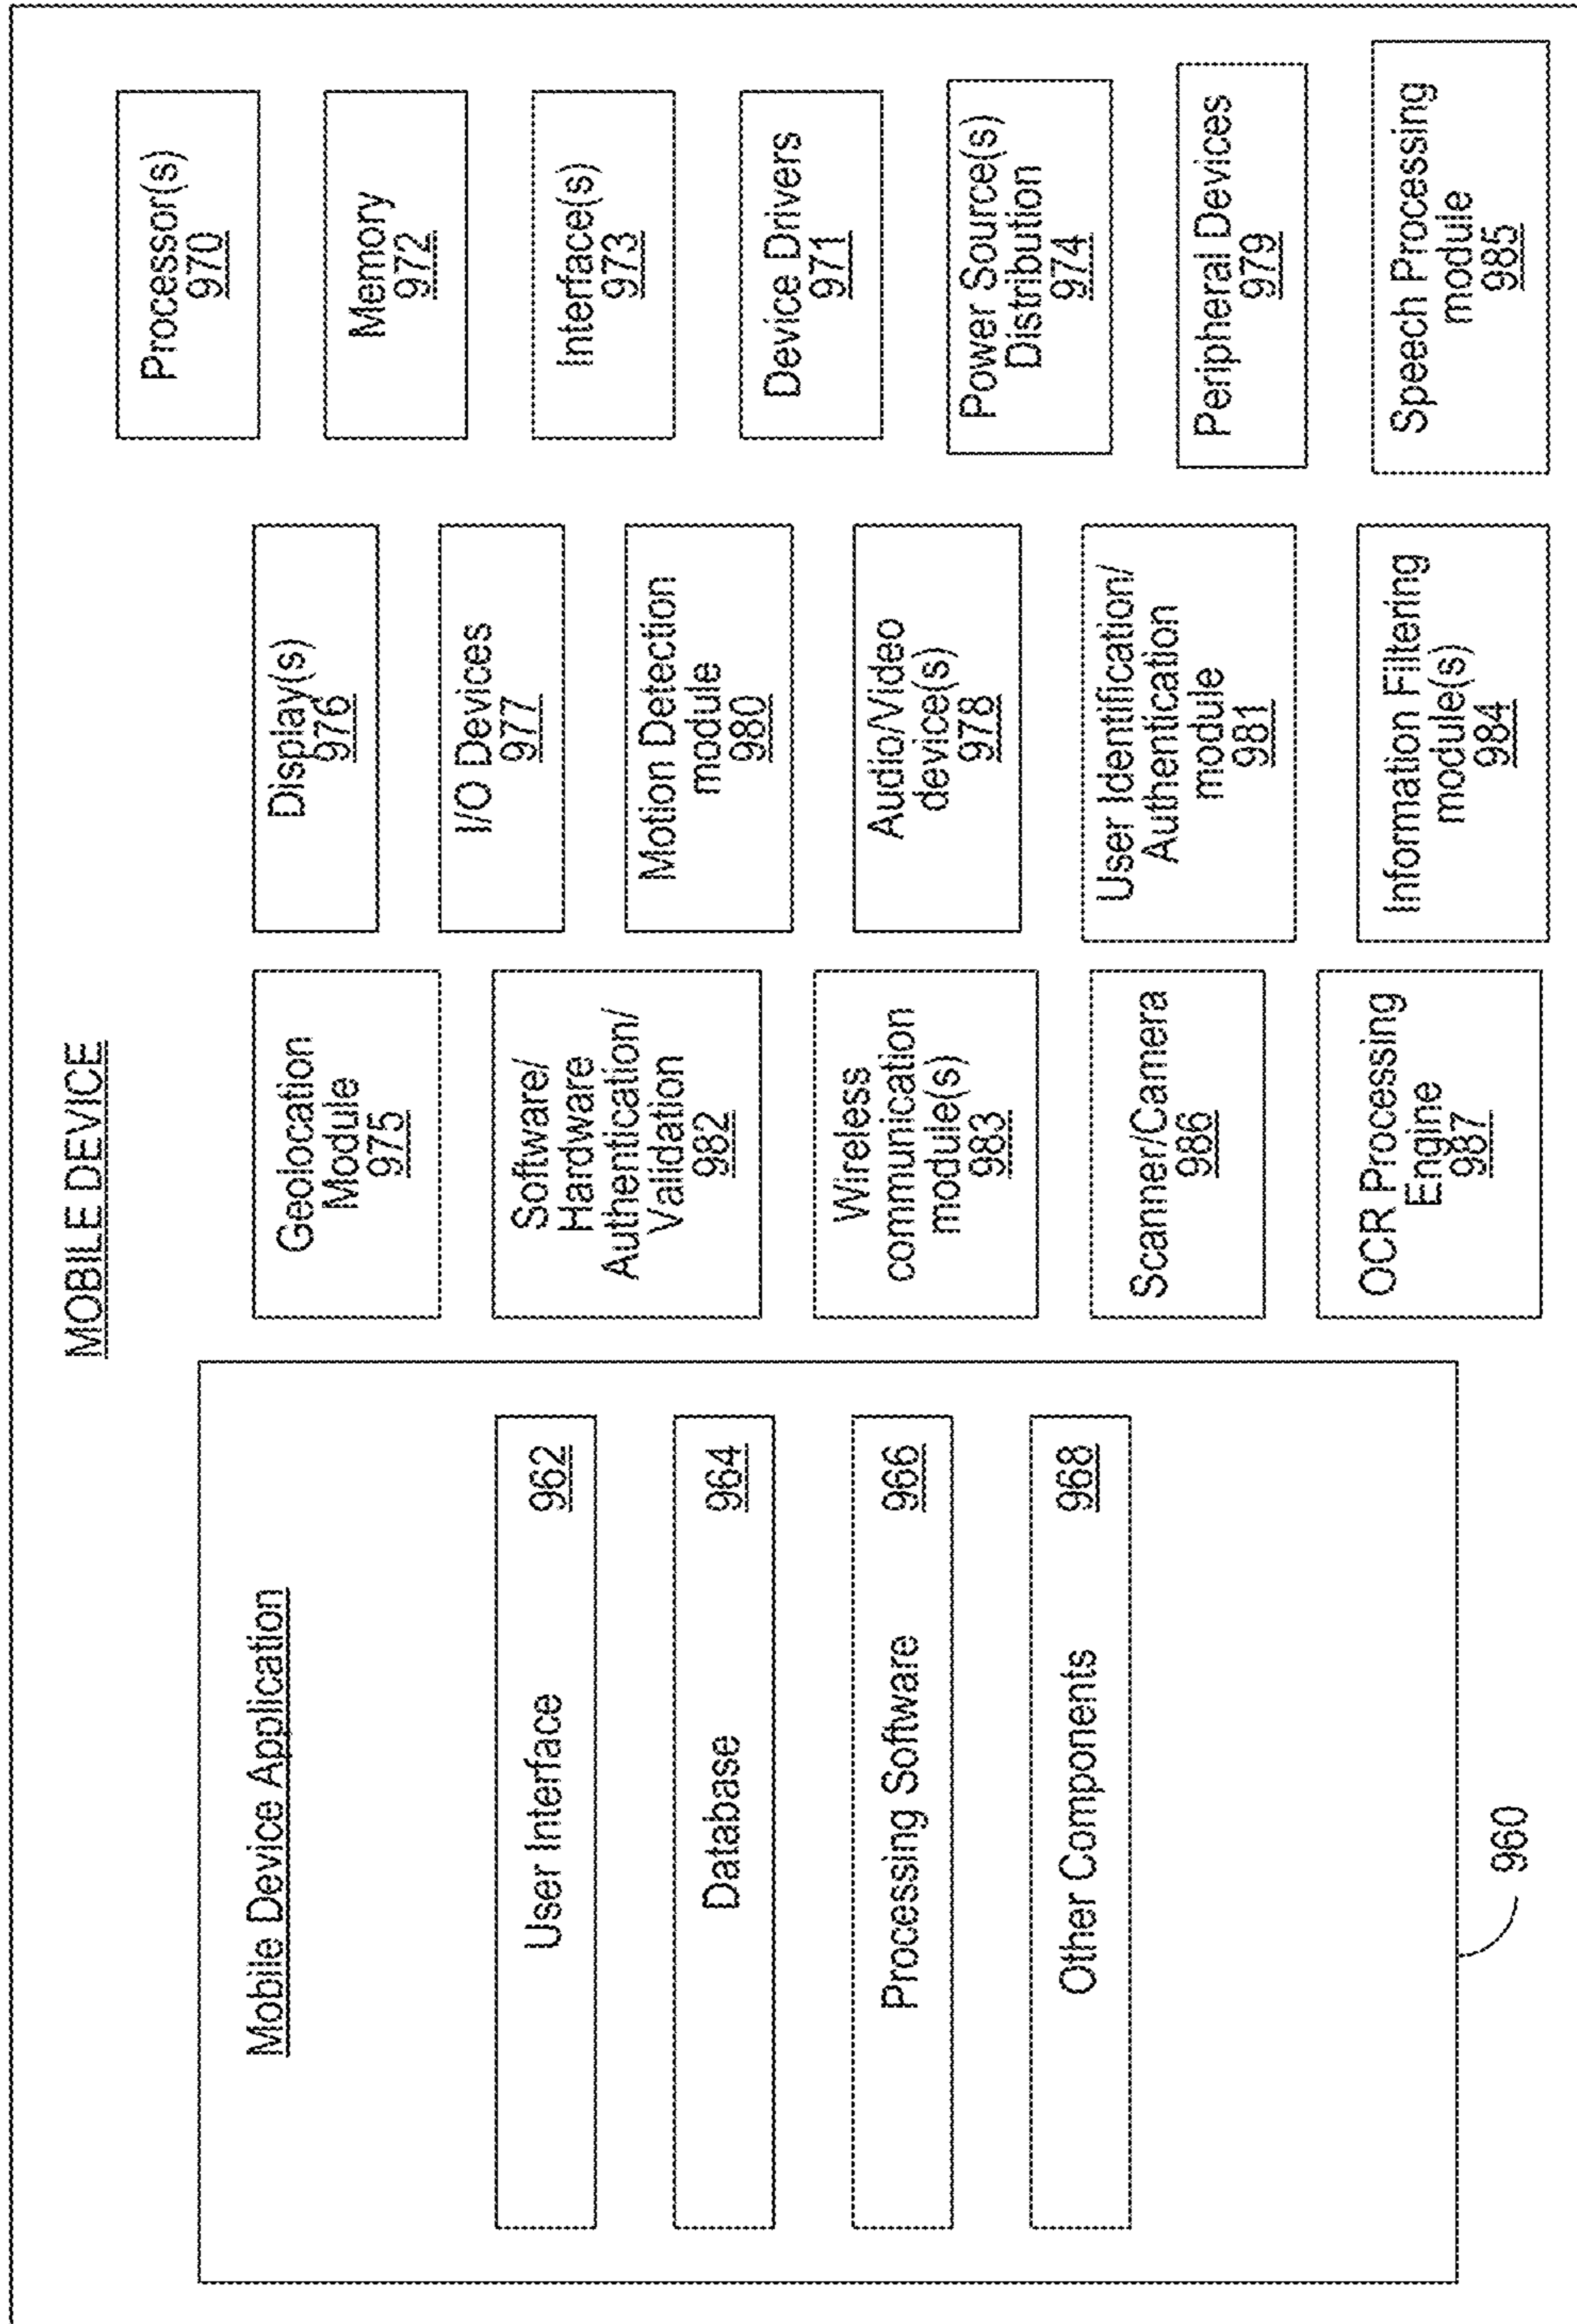 MOBILE DEVICE
Mobile Device Application
User Interface 962
Database 964
Processing Software 966
Other Components 968
960
Geolocation
Module
975
Software/
Hardware
Authentication/
Validation
982
Wireless
communication
module(s)
983
Scanner/Camera
986
OCR Processing
Engine
987
Display(s)
976
I/O Devices
977
Motion Detection
module
980
Audio/Video
device(s)
978
User Identification/
Authentication
module
981
Information Filtering
module(s)
984
Processor(s)
970
Memory
972
Interface(s)
973
Device Drivers
971
Power Source(s)
Distribution
974
Peripheral Devices
979
Speech Processing
module
985